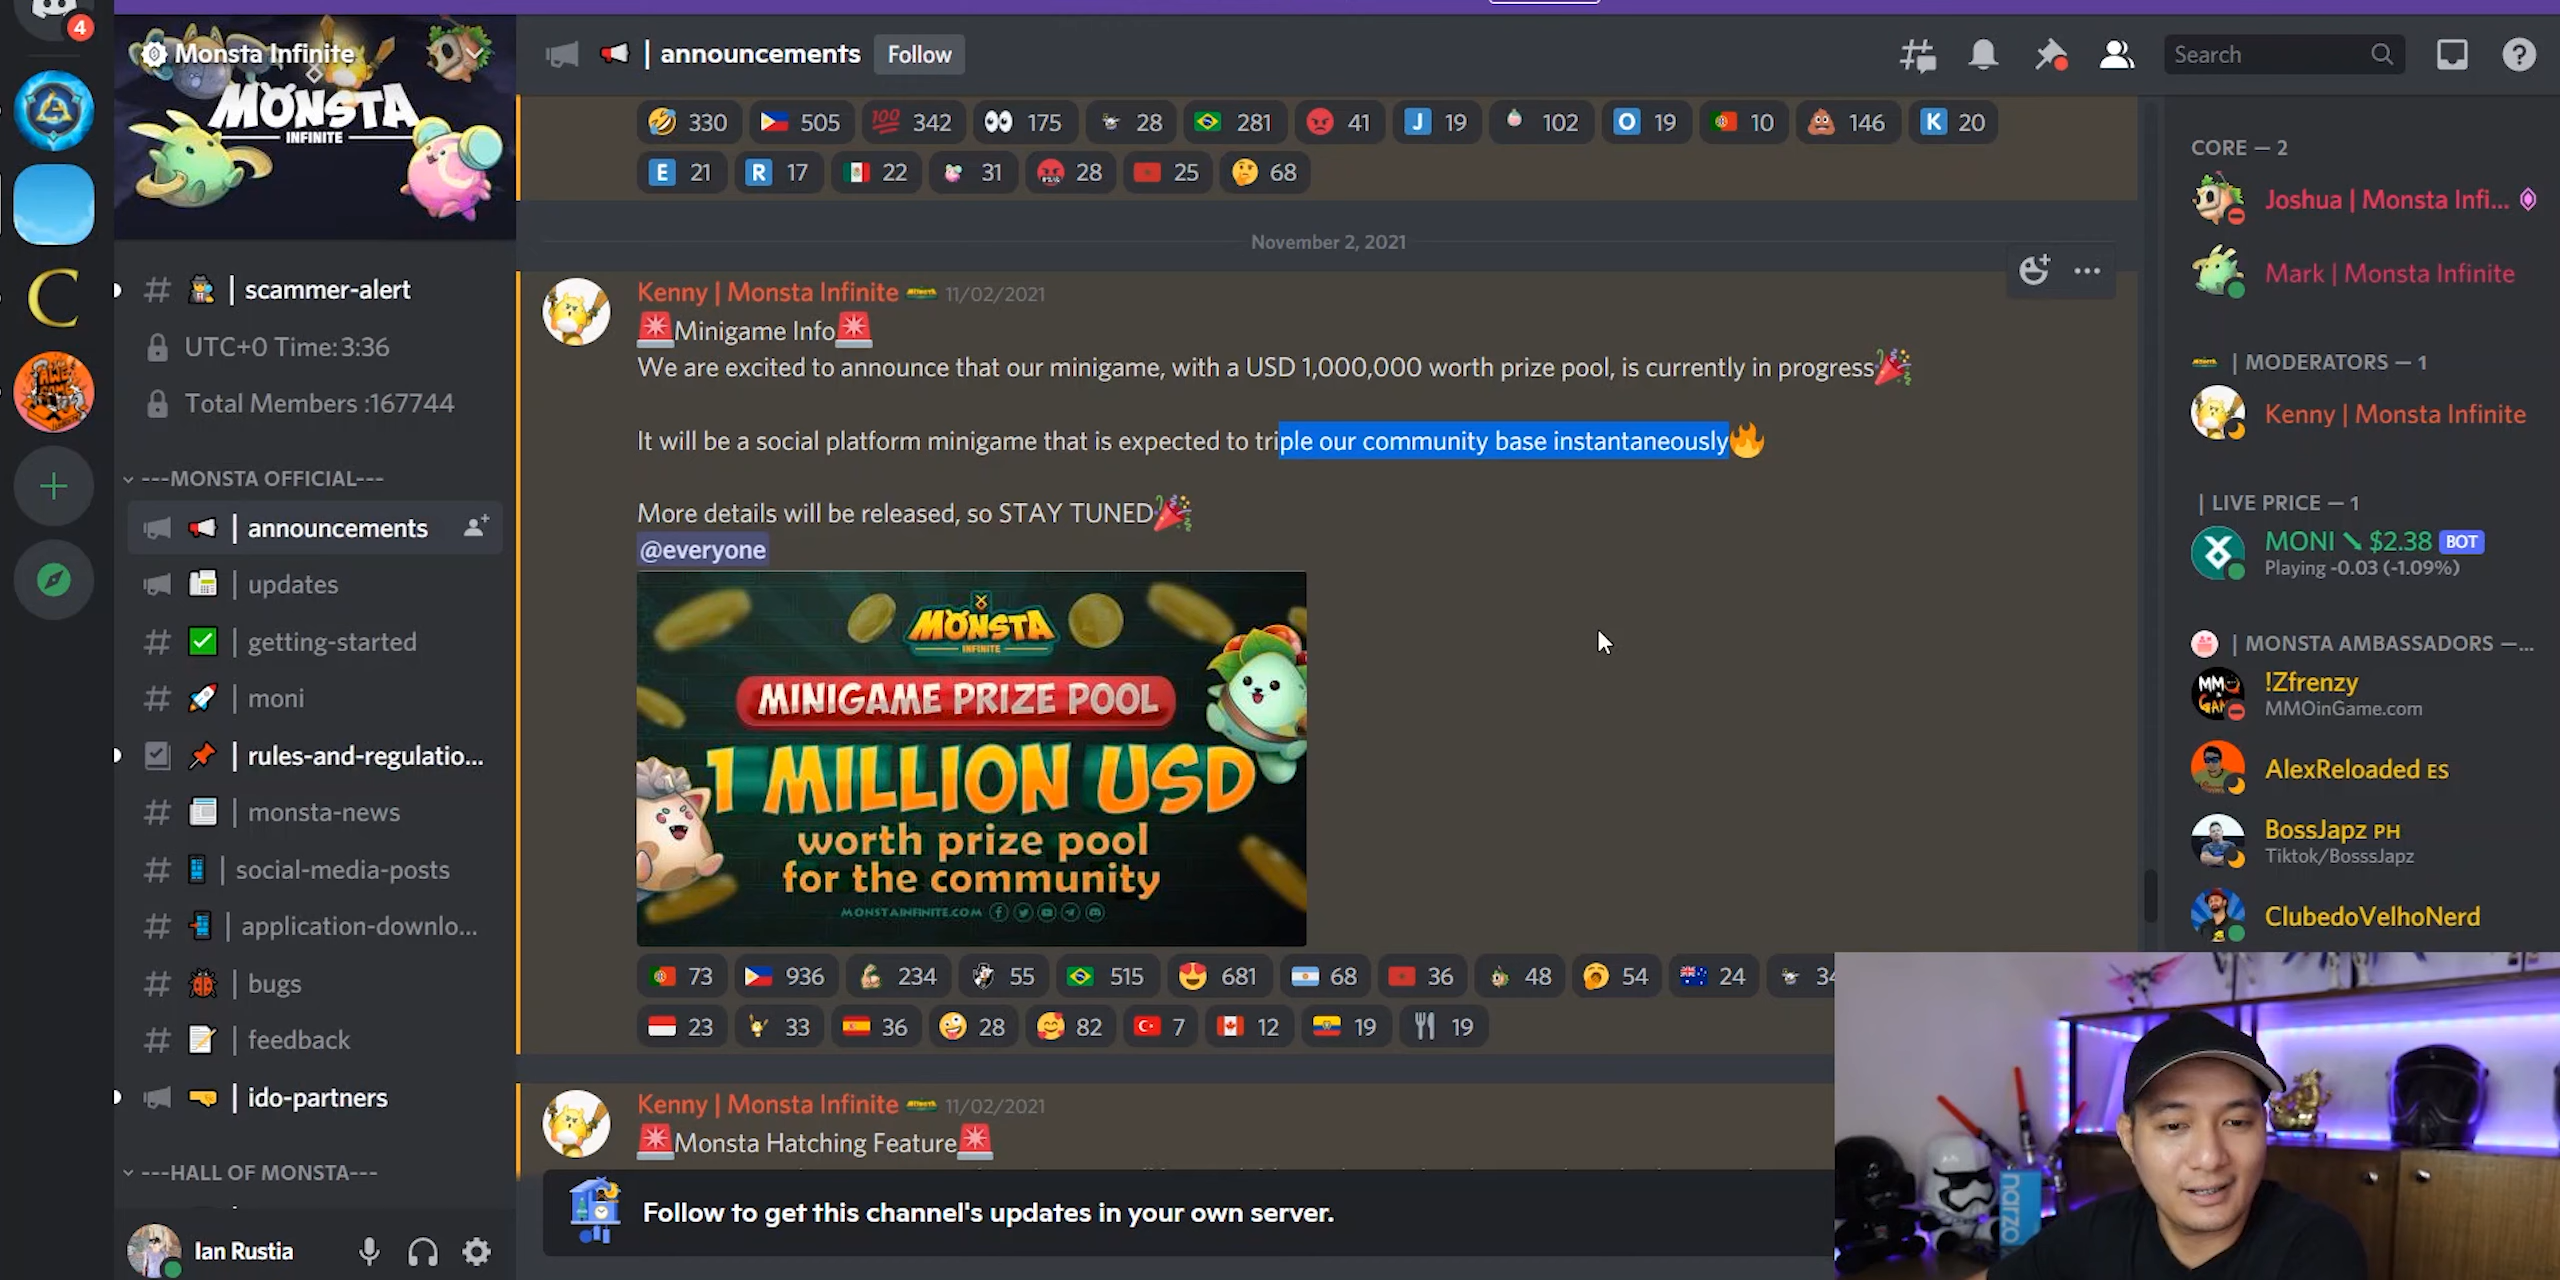 4
Monsta Infinite
MONSTA
INFINITE
scammer-alert
UTC+0 Time: 3:36
Total Members :167744
---MONSTA OFFICIAL---
announcements
updates
getting-started
moni
rules-and-regulatio...
monsta-news
social-media-posts
application-downlo...
bugs
feedback
ido-partners
---HALL OF MONSTA---
Ian Rustia
| announcements Follow
Search
330 505 342 175 28 281 41 J 19 102 O 19 10 146 K 20
E 21 R 17 22 31 28 25 68
November 2, 2021
Kenny | Monsta Infinite 11/02/2021
Minigame Info
We are excited to announce that our minigame, with a USD 1,000,000 worth prize pool, is currently in progress
It will be a social platform minigame that is expected to triple our community base instantaneously
More details will be released, so STAY TUNED
@everyone
MONSTA
INFINITE
MINIGAME PRIZE POOL
1 MILLION USD
worth prize pool
for the community
MONSTAINFINITE.COM
73 936 234 55 515 681 68 36 48 54 24 34
23 33 36 28 82 7 12 19 19
Kenny | Monsta Infinite 11/02/2021
Monsta Hatching Feature
Follow to get this channel's updates in your own server.
CORE — 2
Joshua | Monsta Infi...
Mark | Monsta Infinite
| MODERATORS — 1
Kenny | Monsta Infinite
| LIVE PRICE — 1
MONI ↘ $2.38 BOT
Playing -0.03 (-1.09%)
| MONSTA AMBASSADORS —...
!Zfrenzy
MMOinGame.com
AlexReloaded ES
BossJapz PH
Tiktok/BosssJapz
ClubedoVelhoNerd
narzo